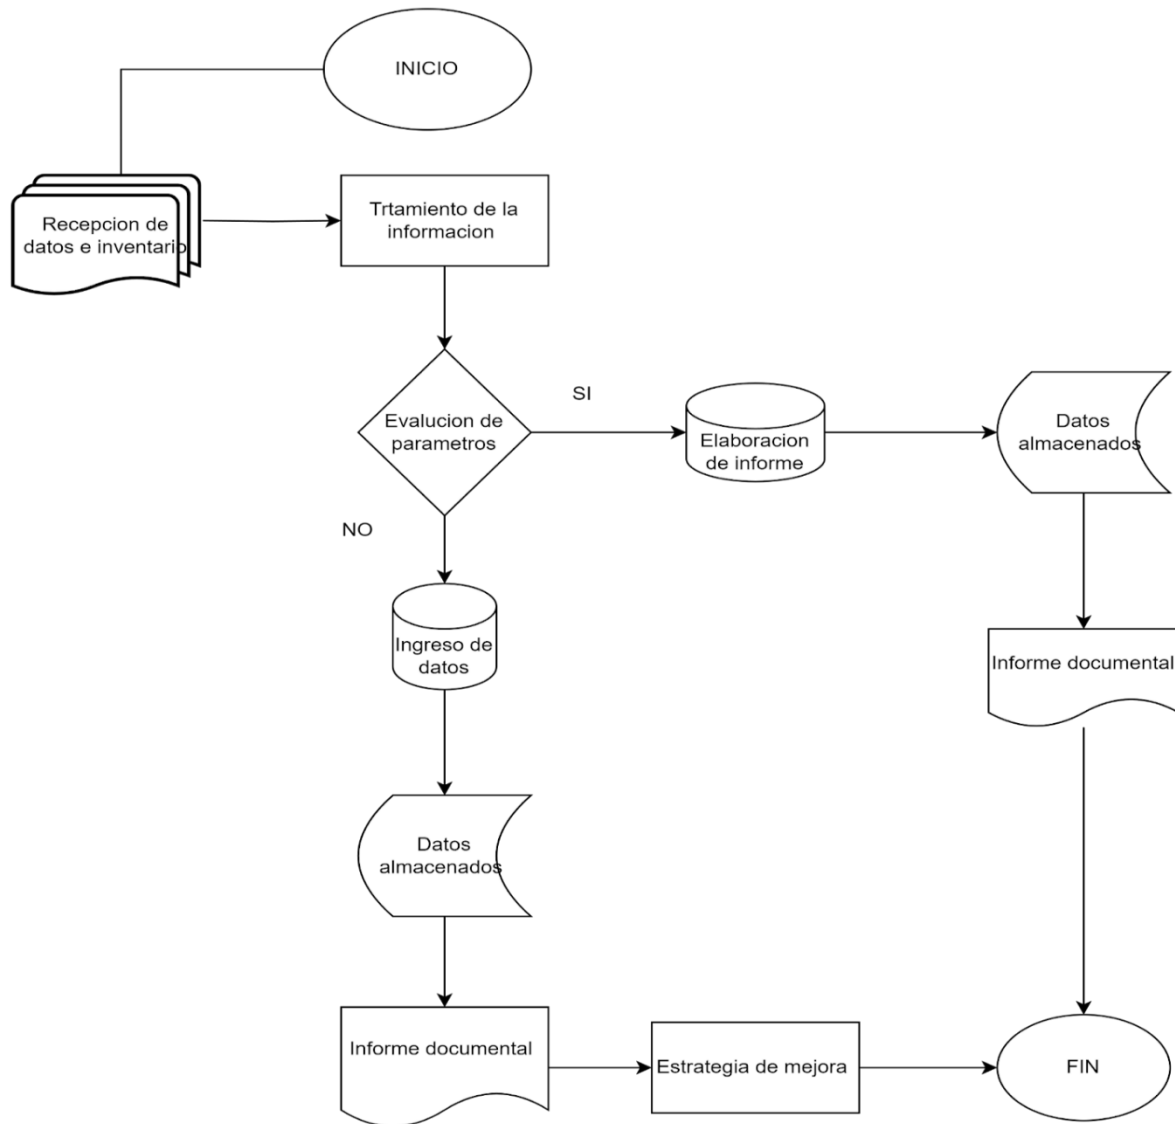 INICIO
Recepcion de
datos e inventario
Trtamiento de la
informacion
Evalucion de
parametros
SI
Elaboracion
de informe
Datos
almacenados
NO
Ingreso de
datos
Informe documental
Datos
almacenados
Informe documental
Estrategia de mejora
FIN